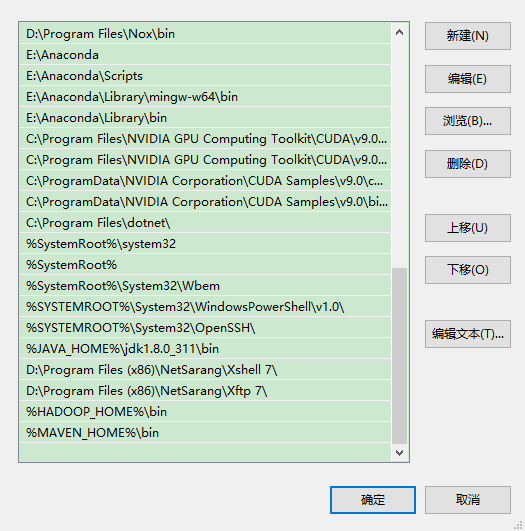 D:\Program Files\Nox\bin
E:\Anaconda
E:\Anaconda\Scripts
E:\Anaconda\Library\mingw-w64\bin
E:\Anaconda\Library\bin
C:\Program Files\NVIDIA GPU Computing Toolkit\CUDA\v9.0...
C:\Program Files\NVIDIA GPU Computing Toolkit\CUDA\v9.0...
C:\ProgramData\NVIDIA Corporation\CUDA Samples\v9.0\c...
C:\ProgramData\NVIDIA Corporation\CUDA Samples\v9.0\bi...
C:\Program Files\dotnet\
%SystemRoot%\system32
%SystemRoot%
%SystemRoot%\System32\Wbem
%SYSTEMROOT%\System32\WindowsPowerShell\v1.0\
%SYSTEMROOT%\System32\OpenSSH\
%JAVA_HOME%\jdk1.8.0_311\bin
D:\Program Files (x86)\NetSarang\Xshell 7\
D:\Program Files (x86)\NetSarang\Xftp 7\
%HADOOP_HOME%\bin
%MAVEN_HOME%\bin
新建(N)
编辑(E)
浏览(B)...
删除(D)
上移(U)
下移(O)
编辑文本(T)...
确定
取消